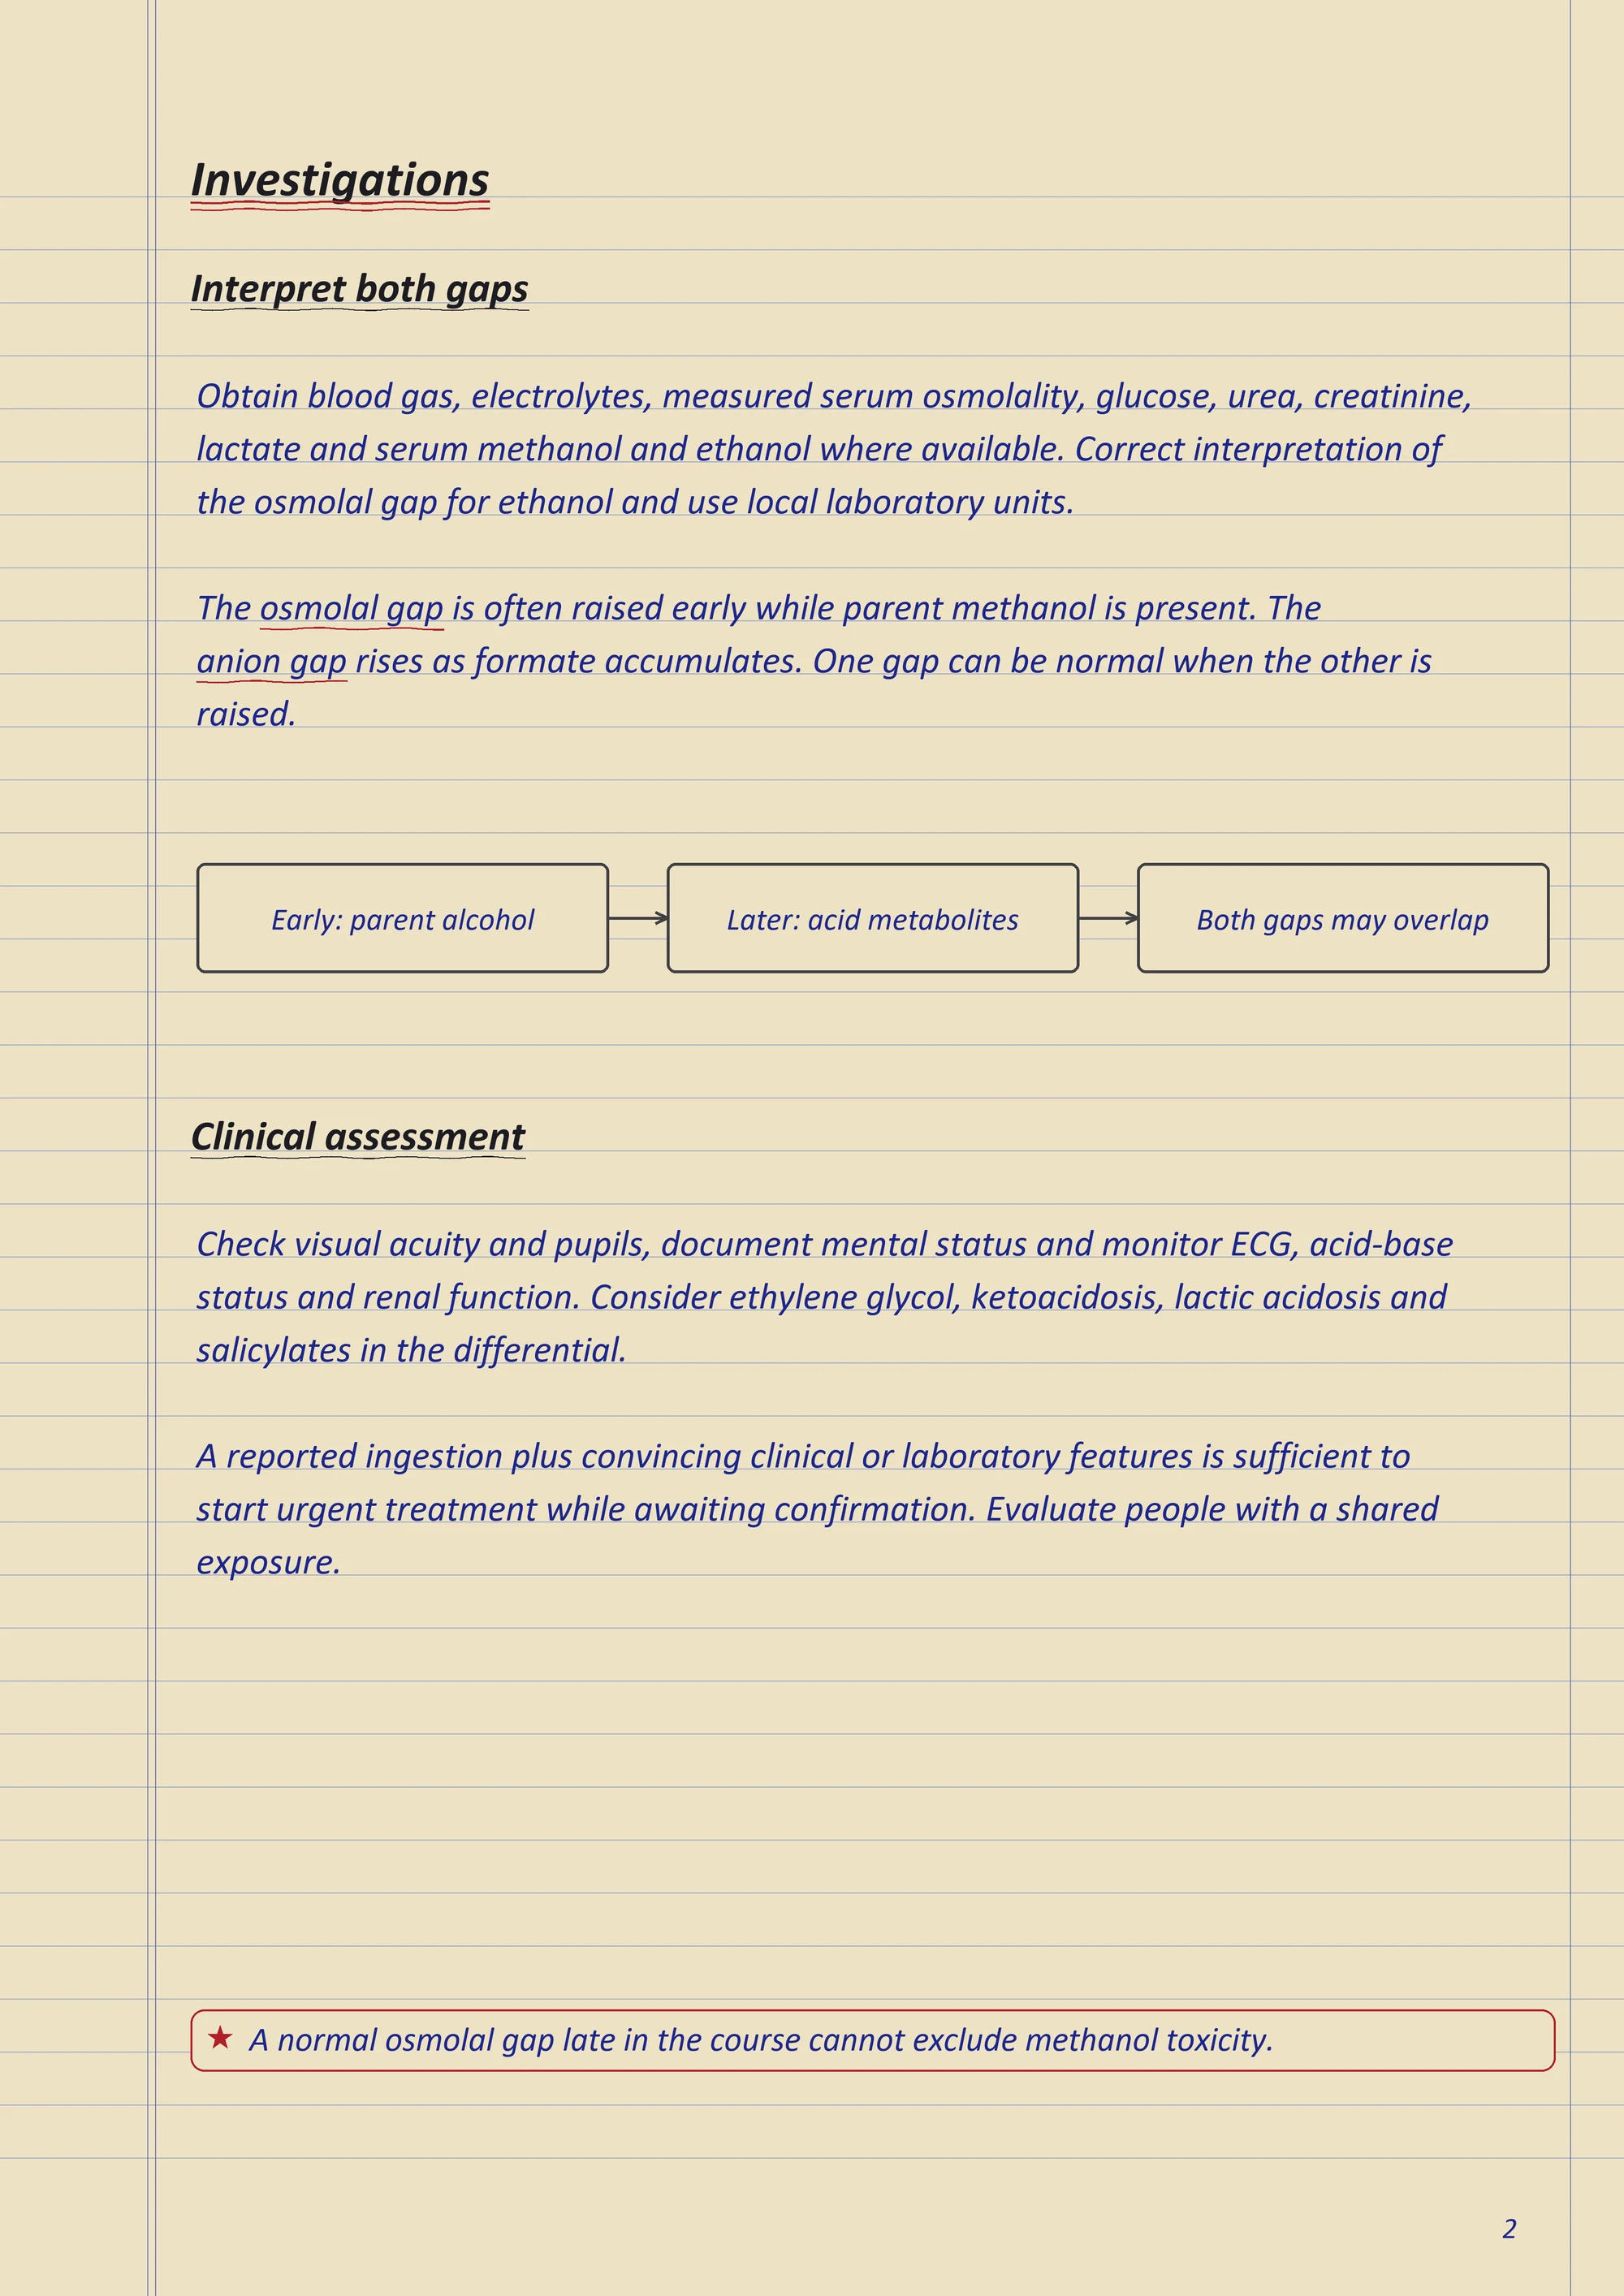 Investigations
Interpret both gaps
Obtain blood gas, electrolytes, measured serum osmolality, glucose, urea, creatinine,
lactate and serum methanol and ethanol where available. Correct interpretation of
the osmolal gap for ethanol and use local laboratory units.
The osmolal gap is often raised early while parent methanol is present. The
anion gap rises as formate accumulates. One gap can be normal when the other is
raised.
Early: parent alcohol
Later: acid metabolites
Both gaps may overlap
Clinical assessment
Check visual acuity and pupils, document mental status and monitor ECG, acid-base
status and renal function. Consider ethylene glycol, ketoacidosis, lactic acidosis and
salicylates in the differential.
A reported ingestion plus convincing clinical or laboratory features is sufficient to
start urgent treatment while awaiting confirmation. Evaluate people with a shared
exposure.
★ A normal osmolal gap late in the course cannot exclude methanol toxicity.
2